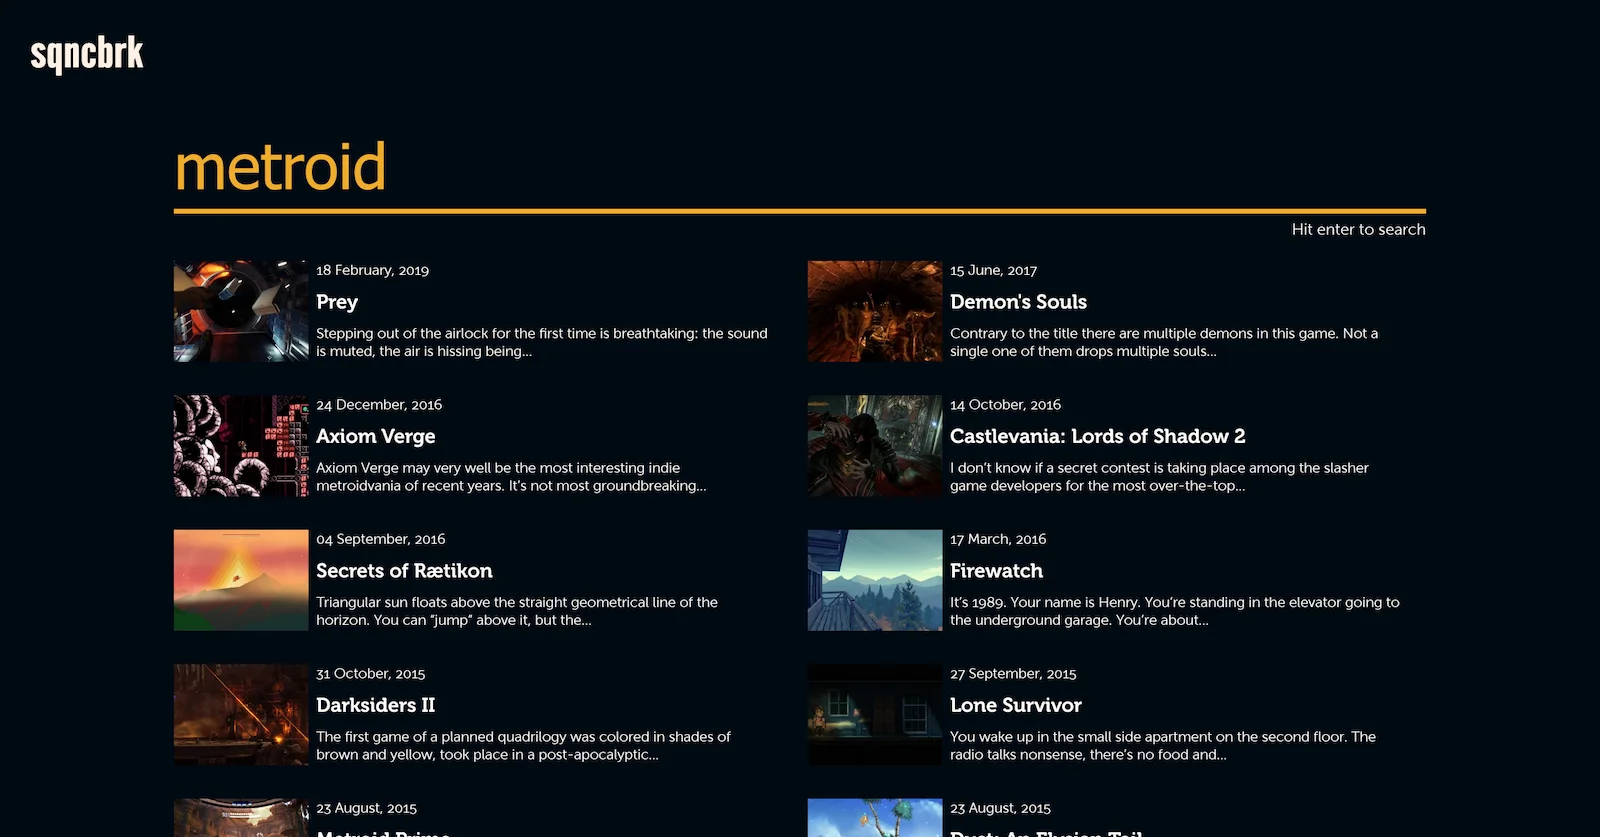 sqncbrk
metroid
Hit enter to search
18 February, 2019
Prey
Stepping out of the airlock for the first time is breathtaking: the sound
is muted, the air is hissing being...
15 June, 2017
Demon's Souls
Contrary to the title there are multiple demons in this game. Not a
single one of them drops multiple souls...
24 December, 2016
Axiom Verge
Axiom Verge may very well be the most interesting indie
metroidvania of recent years. It's not most groundbreaking...
14 October, 2016
Castlevania: Lords of Shadow 2
I don't know if a secret contest is taking place among the slasher
game developers for the most over-the-top...
04 September, 2016
Secrets of Rætikon
Triangular sun floats above the straight geometrical line of the
horizon. You can “jump“ above it, but the...
17 March, 2016
Firewatch
It's 1989. Your name is Henry. You're standing in the elevator going to
the underground garage. You're about...
31 October, 2015
Darksiders II
The first game of a planned quadrilogy was colored in shades of
brown and yellow, took place in a post-apocalyptic...
27 September, 2015
Lone Survivor
You wake up in the small side apartment on the second floor. The
radio talks nonsense, there's no food and...
23 August, 2015
Metroid Prime
23 August, 2015
Dust: An Elysian Tail